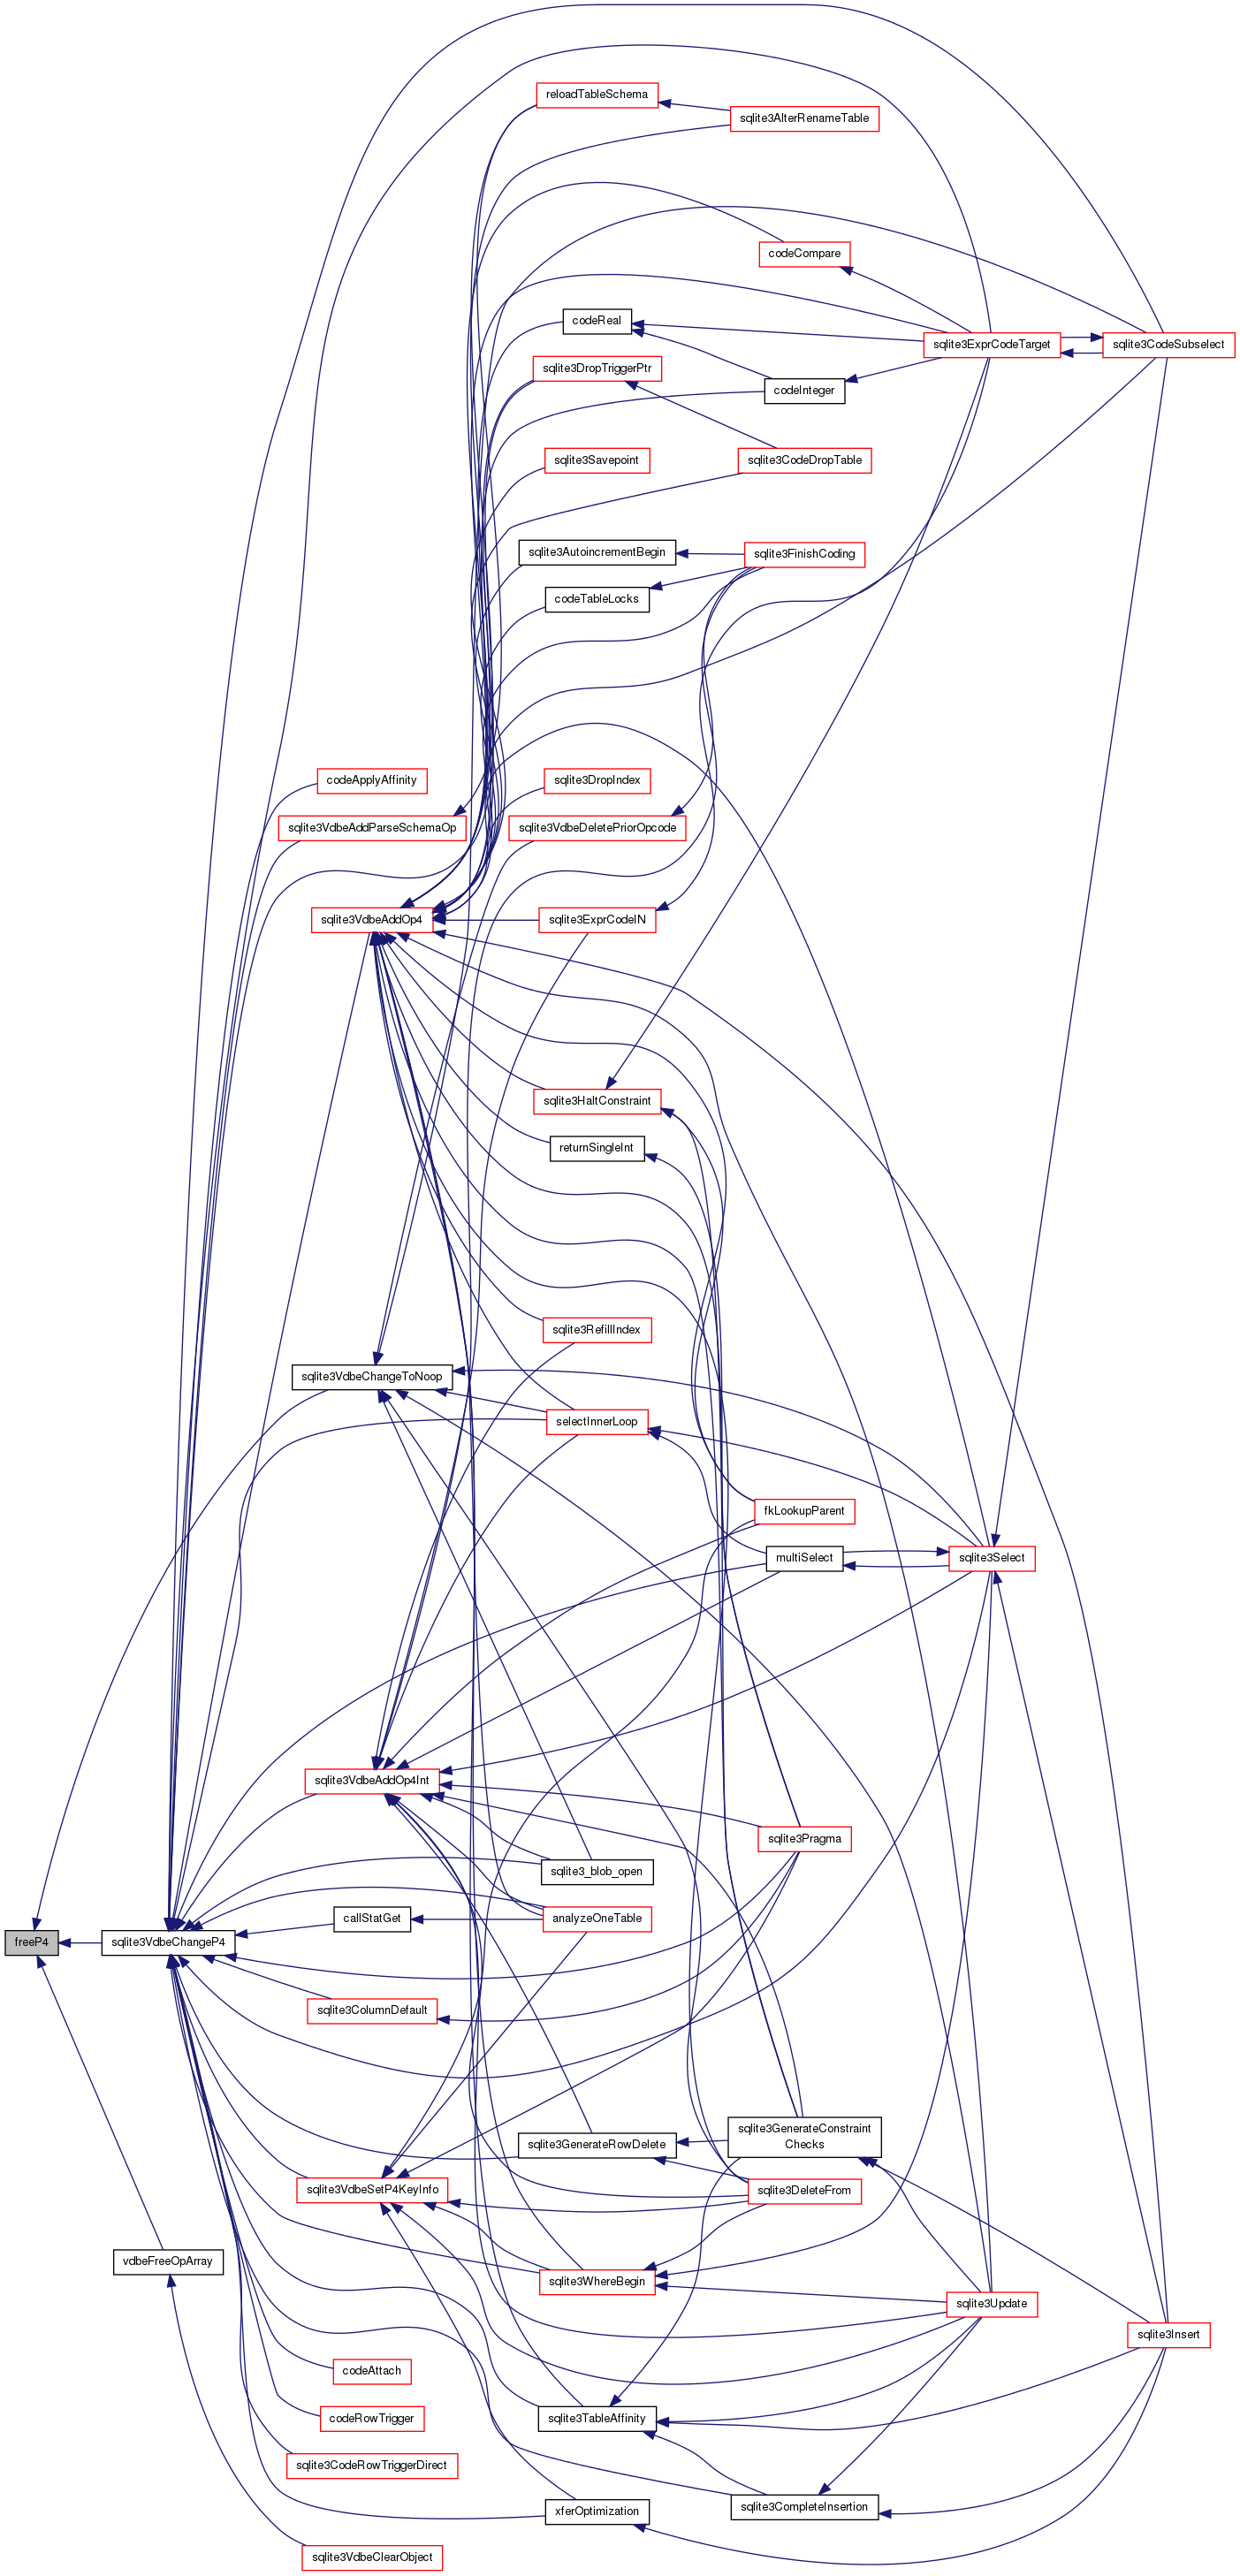 reloadTableSchema
sqlite3AlterRenameTable
codeCompare
codeReal
sqlite3ExprCodeTarget
sqlite3CodeSubselect
sqlite3DropTriggerPtr
codeInteger
sqlite3Savepoint
sqlite3CodeDropTable
sqlite3AutoincrementBegin
sqlite3FinishCoding
codeTableLocks
codeApplyAffinity
sqlite3DropIndex
sqlite3VdbeAddParseSchemaOp
sqlite3VdbeDeletePriorOpcode
sqlite3VdbeAddOp4
sqlite3ExprCodeIN
sqlite3HaltConstraint
returnSingleInt
sqlite3RefillIndex
sqlite3VdbeChangeToNoop
selectInnerLoop
fkLookupParent
multiSelect
sqlite3Select
sqlite3VdbeAddOp4Int
sqlite3Pragma
sqlite3_blob_open
callStatGet
analyzeOneTable
freeP4
sqlite3VdbeChangeP4
sqlite3ColumnDefault
sqlite3GenerateConstraint
Checks
sqlite3GenerateRowDelete
sqlite3VdbeSetP4KeyInfo
sqlite3DeleteFrom
vdbeFreeOpArray
sqlite3WhereBegin
sqlite3Update
sqlite3Insert
codeAttach
codeRowTrigger
sqlite3TableAffinity
sqlite3CodeRowTriggerDirect
sqlite3CompleteInsertion
xferOptimization
sqlite3VdbeClearObject